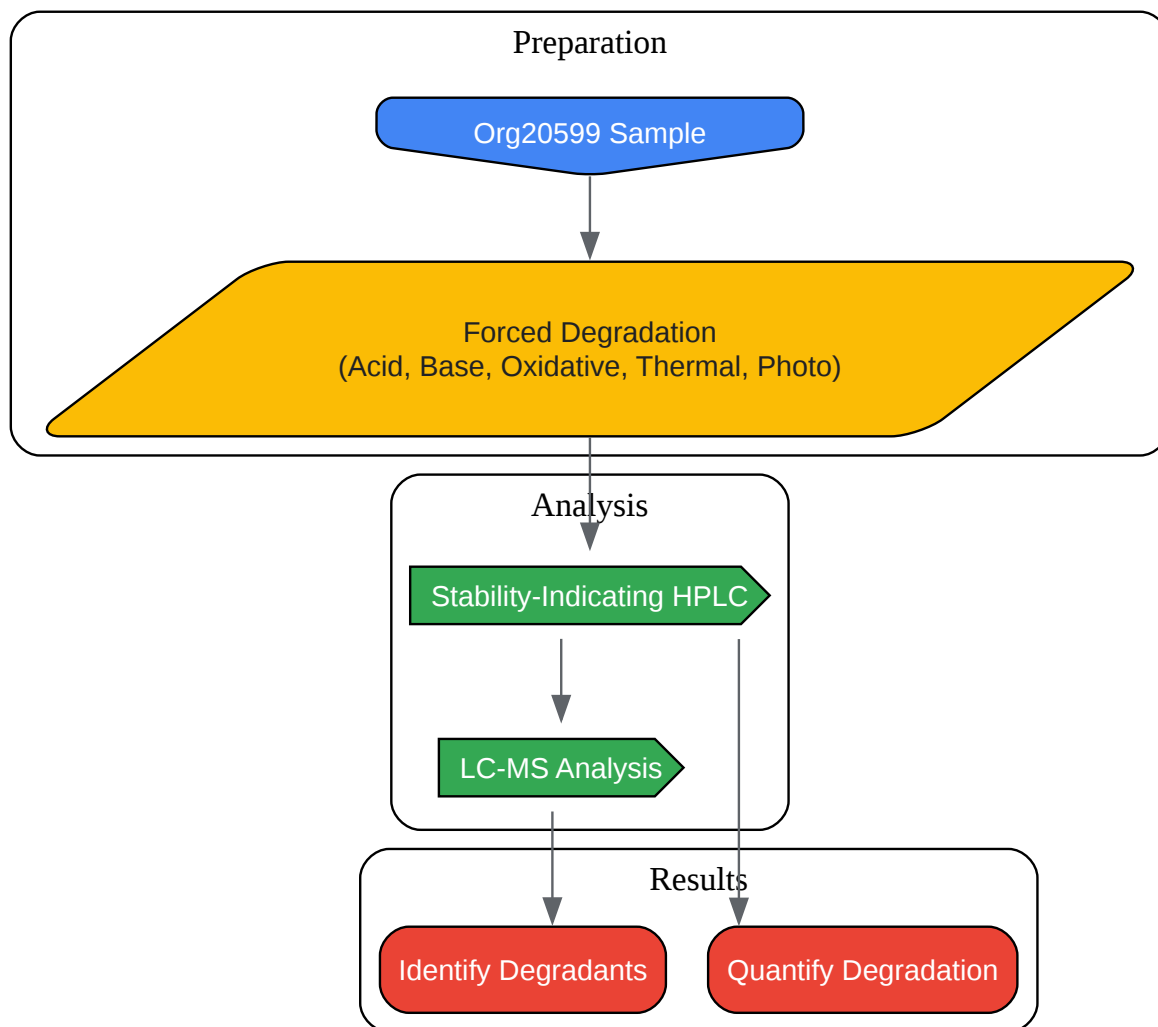 Preparation
Org20599 Sample
Forced Degradation
(Acid, Base, Oxidative, Thermal, Photo)
Analysis
Stability-Indicating HPLC
LC-MS Analysis
Results
Identify Degradants
Quantify Degradation